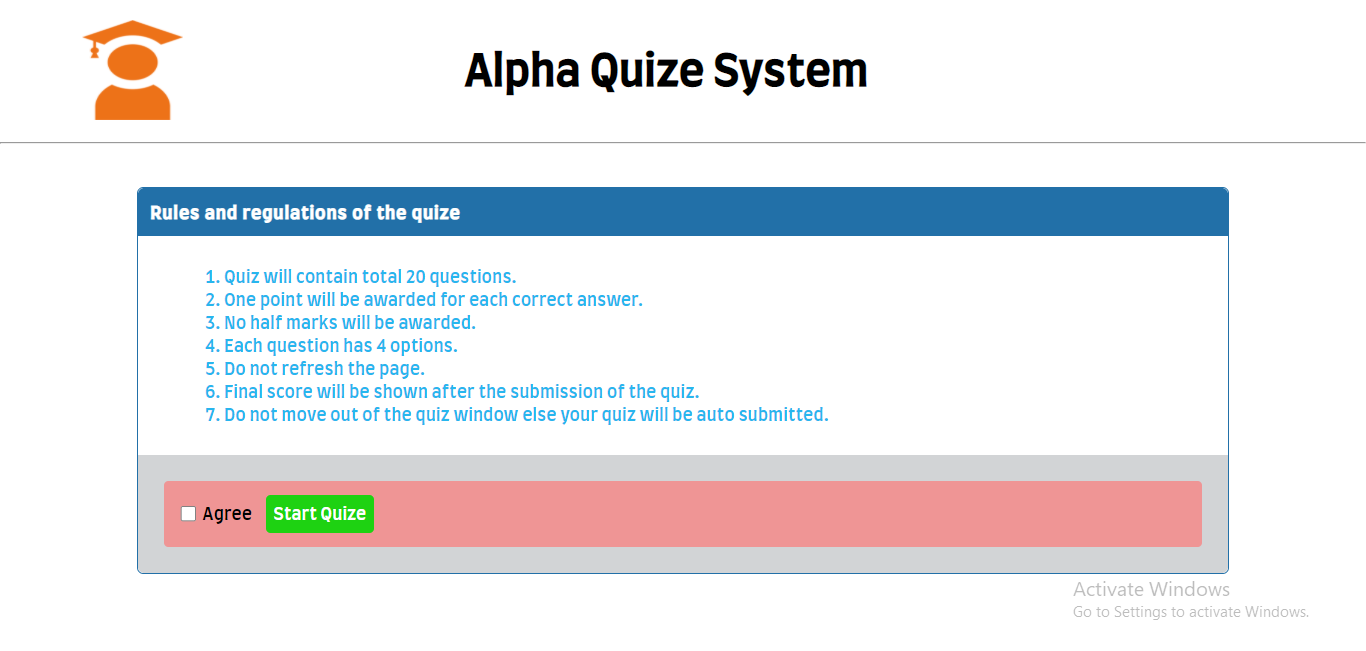 Alpha Quize System
Rules and regulations of the quize
1. Quiz will contain total 20 questions.
2. One point will be awarded for each correct answer.
3. No half marks will be awarded.
4. Each question has 4 options.
5. Do not refresh the page.
6. Final score will be shown after the submission of the quiz.
7. Do not move out of the quiz window else your quiz will be auto submitted.
Agree Start Quize
Activate Windows
Go to Settings to activate Windows.